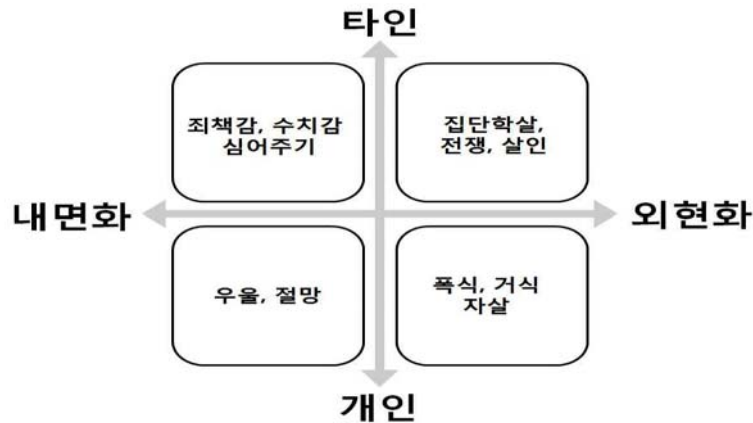 타인
죄책감, 수치감
심어주기
집단학살,
전쟁, 살인
내면화
외현화
우울, 절망
폭식, 거식
자살
개인